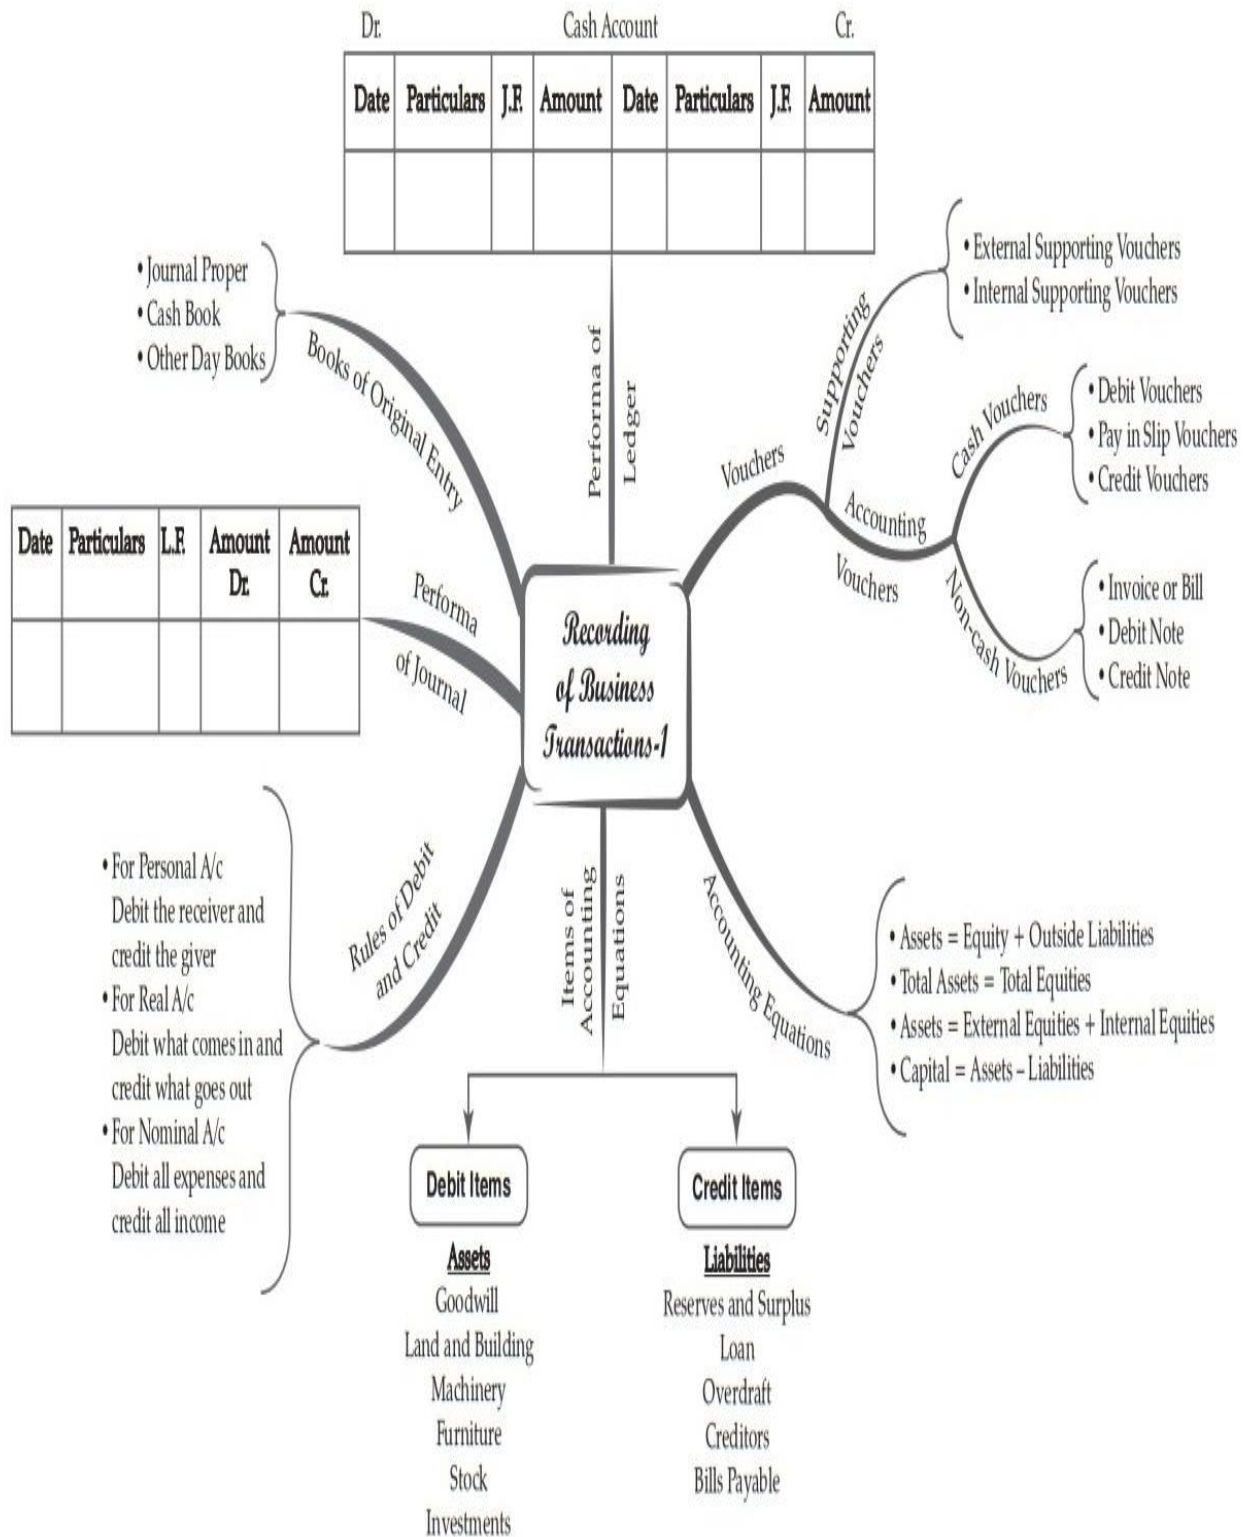 Dr. Cash Account Cr.
Date Particulars J.F. Amount Date Particulars J.F. Amount
• Journal Proper
• Cash Book
• Other Day Books
Books of Original Entry
Performa of
Ledger
Vouchers
Supporting
Vouchers
• External Supporting Vouchers
• Internal Supporting Vouchers
Accounting
Vouchers
Cash Vouchers
• Debit Vouchers
• Pay in Slip Vouchers
• Credit Vouchers
Non-cash Vouchers
• Invoice or Bill
• Debit Note
• Credit Note
Date Particulars L.F. Amount Amount
Dr. Cr.
Performa
of Journal
Recording
of Business
Transactions-1
Rules of Debit
and Credit
• For Personal A/c
Debit the receiver and
credit the giver
• For Real A/c
Debit what comes in and
credit what goes out
• For Nominal A/c
Debit all expenses and
credit all income
Items of
Accounting
Equations
Accounting Equations
• Assets = Equity + Outside Liabilities
• Total Assets = Total Equities
• Assets = External Equities + Internal Equities
• Capital = Assets – Liabilities
Debit Items
Assets
Goodwill
Land and Building
Machinery
Furniture
Stock
Investments
Credit Items
Liabilities
Reserves and Surplus
Loan
Overdraft
Creditors
Bills Payable